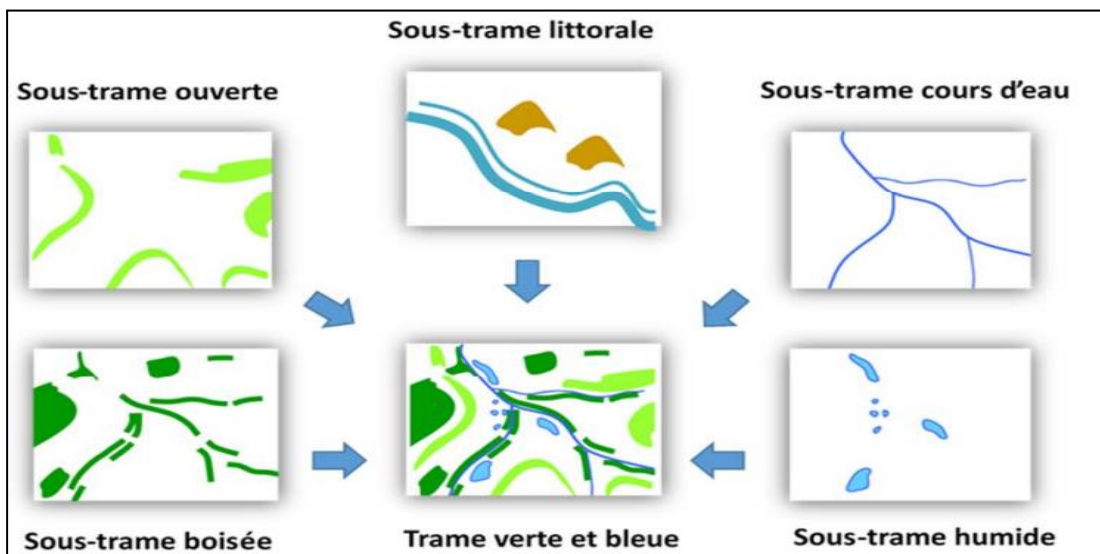 Sous-trame littorale
Sous-trame ouverte
Sous-trame cours d'eau
Sous-trame boisée
Trame verte et bleue
Sous-trame humide